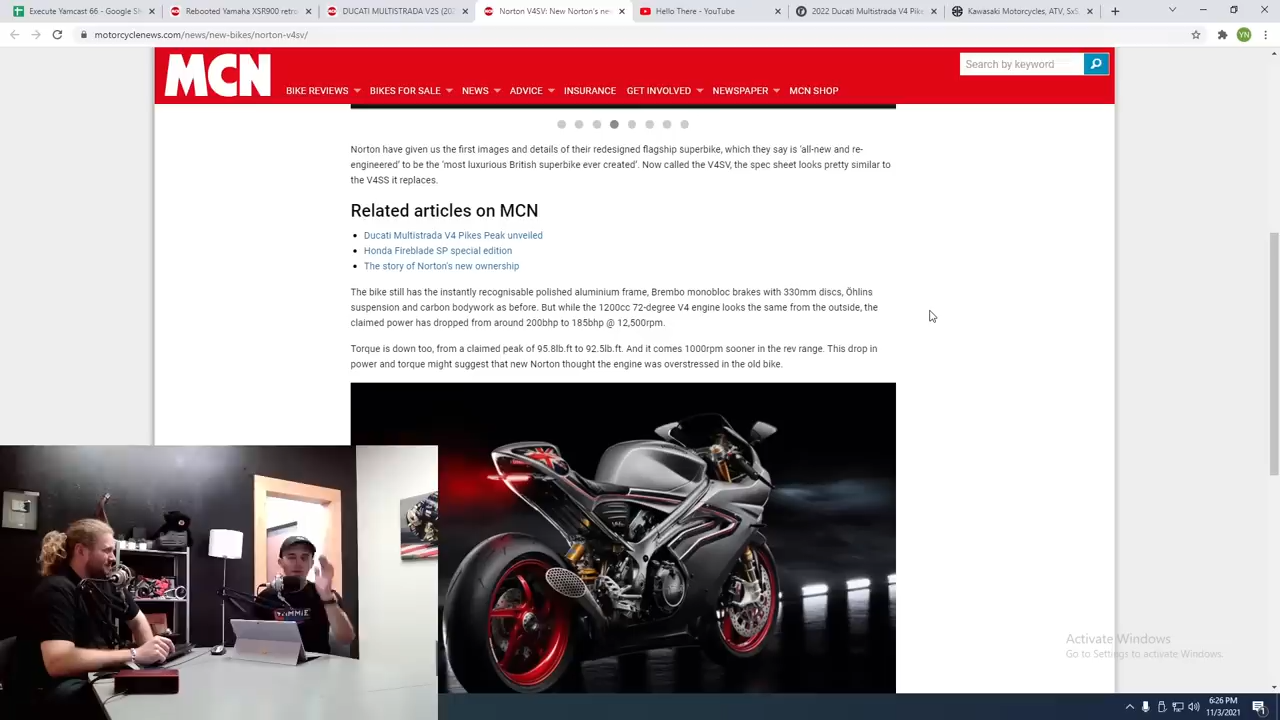 Execute Yamcast 66 - Google Sh
Rebooted Yamaha XSR900 retro
DUCATI MULTISTRADA V2S (202
Norton V4SV: Norton's new
Hello There - YouTube
2022 Ducati Multistrada V4 Pike
Kawasaki Motorcycles, ATV, SxS
motorcyclenews.com/news/new-bikes/norton-v4sv/
YN
MCN
Search by keyword
BIKE REVIEWS
BIKES FOR SALE
NEWS
ADVICE
INSURANCE
GET INVOLVED
NEWSPAPER
MCN SHOP
Norton have given us the first images and details of their redesigned flagship superbike, which they say is 'all-new and re-
engineered' to be the 'most luxurious British superbike ever created'. Now called the V4SV, the spec sheet looks pretty similar to
the V4SS it replaces.
Related articles on MCN
Ducati Multistrada V4 Pikes Peak unveiled
Honda Fireblade SP special edition
The story of Norton's new ownership
The bike still has the instantly recognisable polished aluminium frame, Brembo monobloc brakes with 330mm discs, Öhlins
suspension and carbon bodywork as before. But while the 1200cc 72-degree V4 engine looks the same from the outside, the
claimed power has dropped from around 200bhp to 185bhp @ 12,500rpm.
Torque is down too, from a claimed peak of 95.8lb.ft to 92.5lb.ft. And it comes 1000rpm sooner in the rev range. This drop in
power and torque might suggest that new Norton thought the engine was overstressed in the old bike.
Activate Windows
Go to Settings to activate Windows.
6:26 PM
11/3/2021